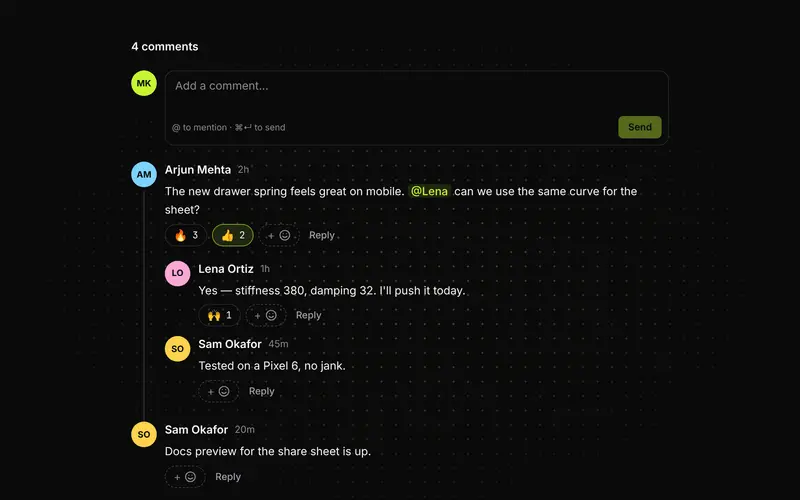 4 comments
MK
Add a comment...
@ to mention · ⌘↵ to send
Send
AM
Arjun Mehta 2h
The new drawer spring feels great on mobile. @Lena can we use the same curve for the
sheet?
🔥 3 👍 2 + Reply
LO
Lena Ortiz 1h
Yes — stiffness 380, damping 32. I'll push it today.
🙌 1 + Reply
SO
Sam Okafor 45m
Tested on a Pixel 6, no jank.
+ Reply
SO
Sam Okafor 20m
Docs preview for the share sheet is up.
+ Reply